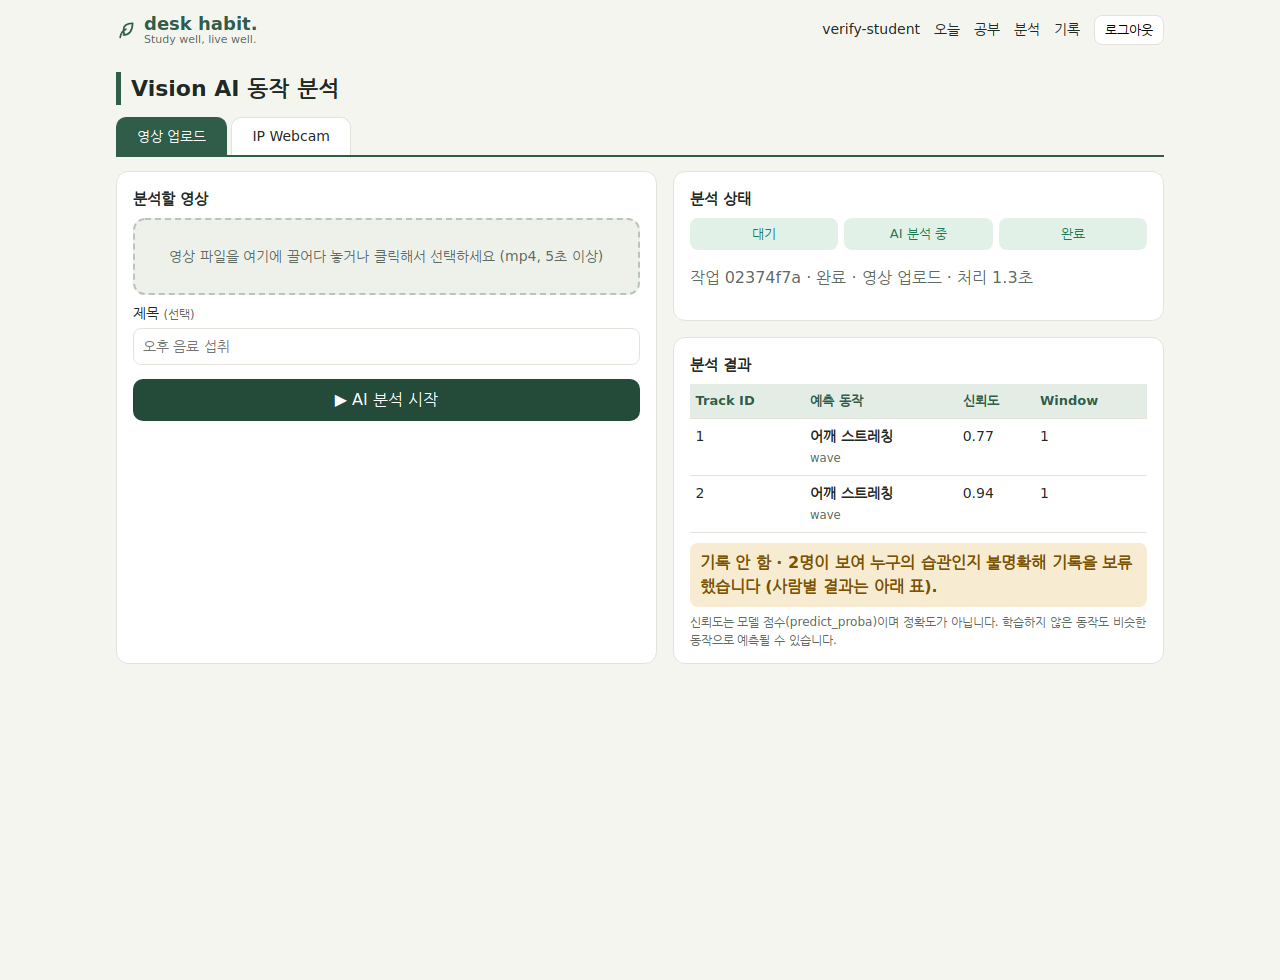 desk habit.
Study well, live well.
verify-student 오늘 공부 분석 기록 로그아웃
Vision AI 동작 분석
영상 업로드 IP Webcam
분석할 영상
영상 파일을 여기에 끌어다 놓거나 클릭해서 선택하세요 (mp4, 5초 이상)
제목 (선택)
오후 음료 섭취
▶ AI 분석 시작
분석 상태
대기 AI 분석 중 완료
작업 02374f7a · 완료 · 영상 업로드 · 처리 1.3초
분석 결과
Track ID 예측 동작 신뢰도 Window
1 어깨 스트레칭 0.77 1
wave
2 어깨 스트레칭 0.94 1
wave
기록 안 함 · 2명이 보여 누구의 습관인지 불명확해 기록을 보류
했습니다 (사람별 결과는 아래 표).
신뢰도는 모델 점수(predict_proba)이며 정확도가 아닙니다. 학습하지 않은 동작도 비슷한
동작으로 예측될 수 있습니다.